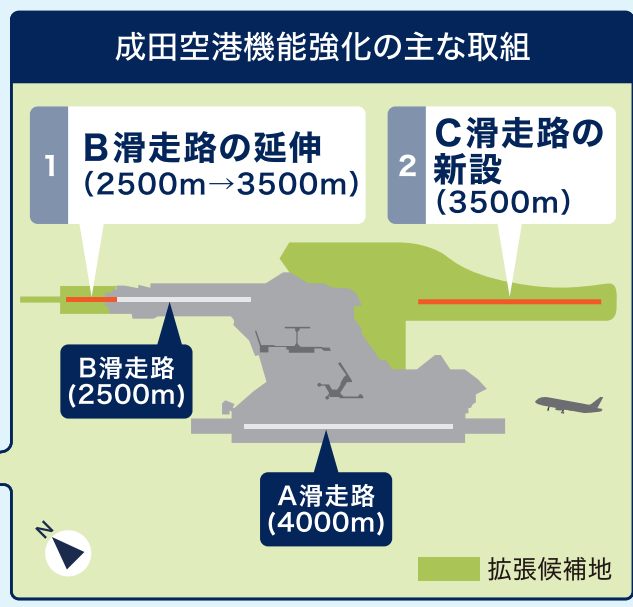 成田空港機能強化の主な取組
1
B滑走路の延伸
(2500m→3500m)
2
C滑走路の
新設
(3500m)
B滑走路
(2500m)
A滑走路
(4000m)
N
拡張候補地